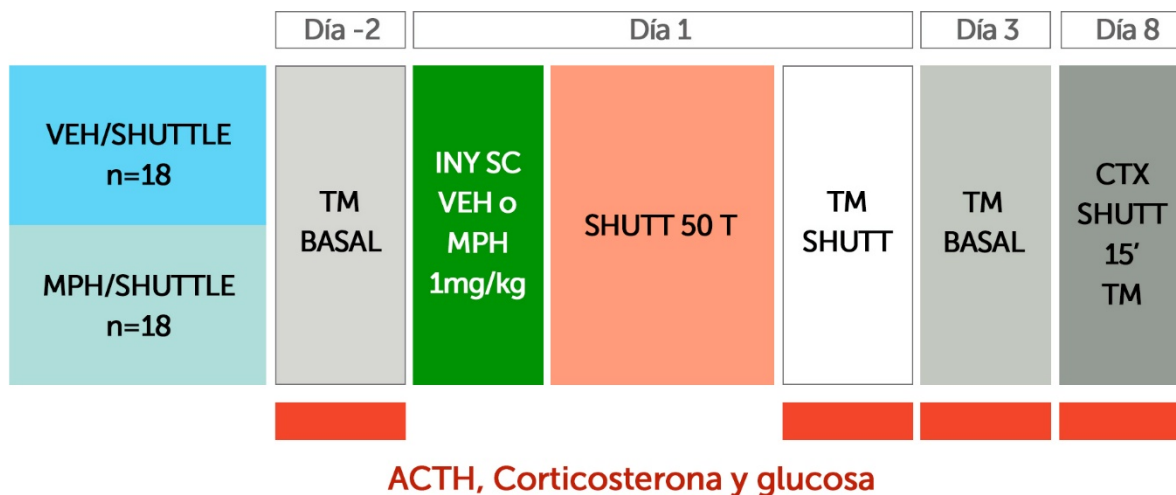 Día -2
Día 1
Día 3
Día 8
VEH/SHUTTLE
n=18
MPH/SHUTTLE
n=18
TM
BASAL
INY SC
VEH o
MPH
1mg/kg
SHUTT 50 T
TM
SHUTT
TM
BASAL
CTX
SHUTT
15'
TM
ACTH, Corticosterona y glucosa